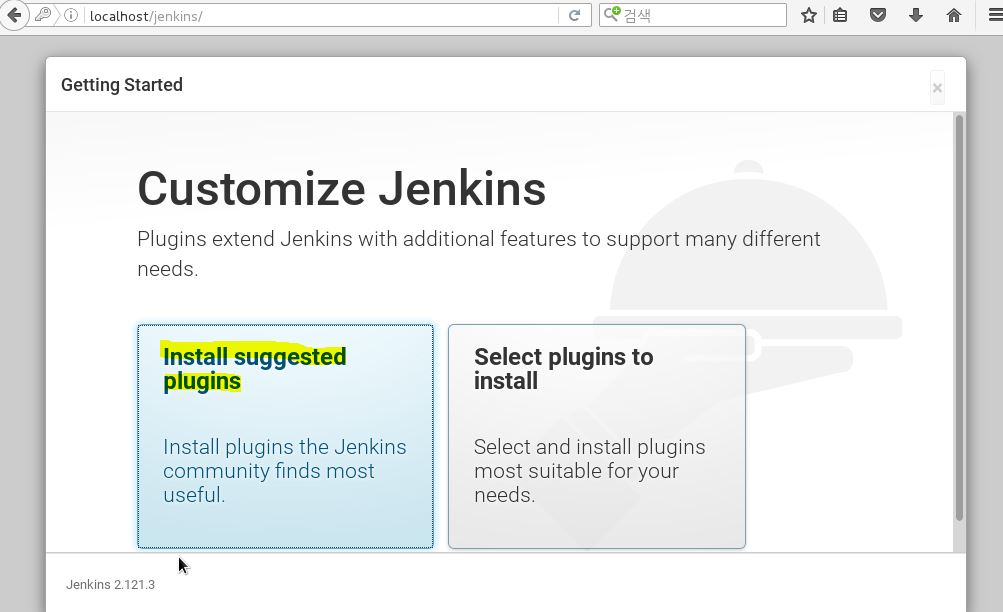 localhost/jenkins/
검색
Getting Started
×
Customize Jenkins
Plugins extend Jenkins with additional features to support many different
needs.
Install suggested
plugins
Install plugins the Jenkins
community finds most
useful.
Select plugins to
install
Select and install plugins
most suitable for your
needs.
Jenkins 2.121.3